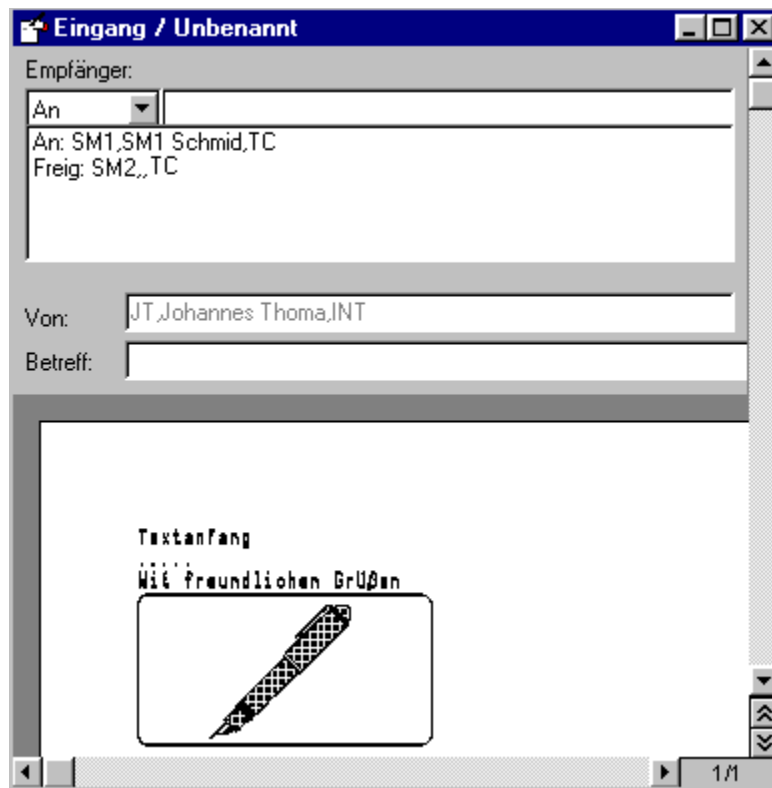 Eingang / Unbenannt
Empfänger:
An
An: SM1,SM1 Schmid,TC
Freig: SM2,,TC
Von: JT,Johannes Thoma,INT
Betreff:
Textanfang
.....
Mit freundlichen Grüßen
1/1